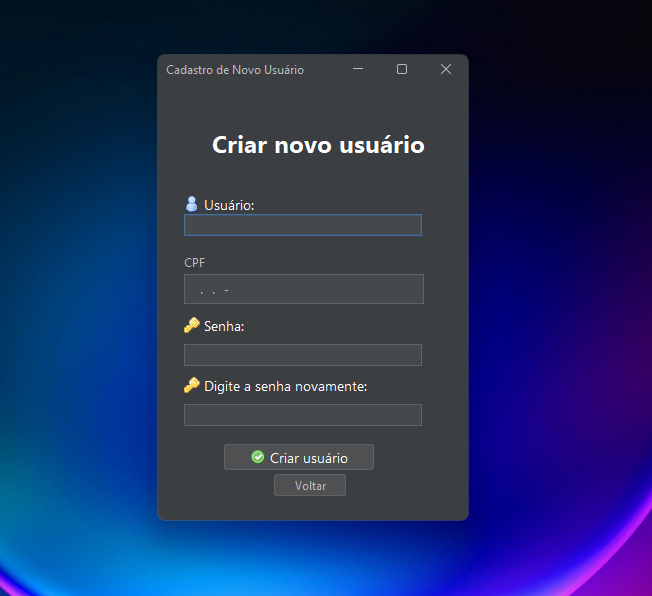 Cadastro de Novo Usuário
Criar novo usuário
Usuário:
CPF
. . -
Senha:
Digite a senha novamente:
Criar usuário
Voltar